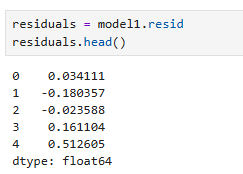 residuals = model1.resid
residuals.head()
0    0.034111
1   -0.180357
2   -0.023588
3    0.161104
4    0.512605
dtype: float64